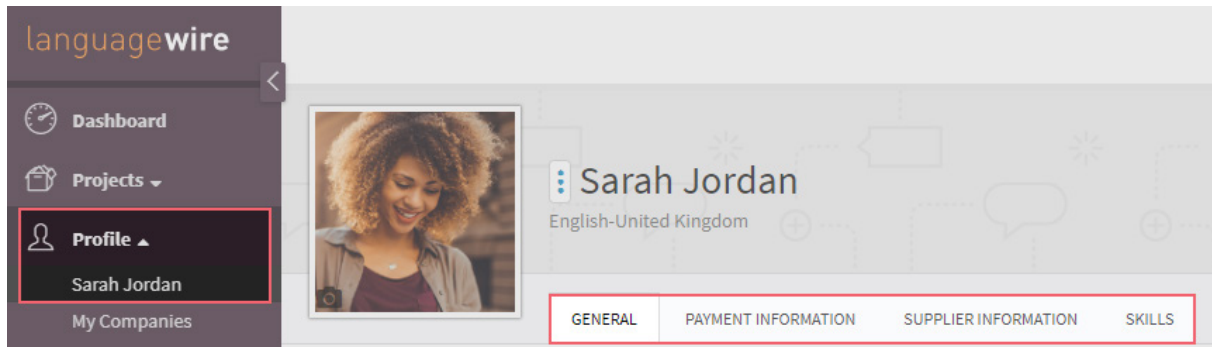 languagewire
Dashboard
Projects
Profile
Sarah Jordan
My Companies
Sarah Jordan
English-United Kingdom
GENERAL PAYMENT INFORMATION SUPPLIER INFORMATION SKILLS